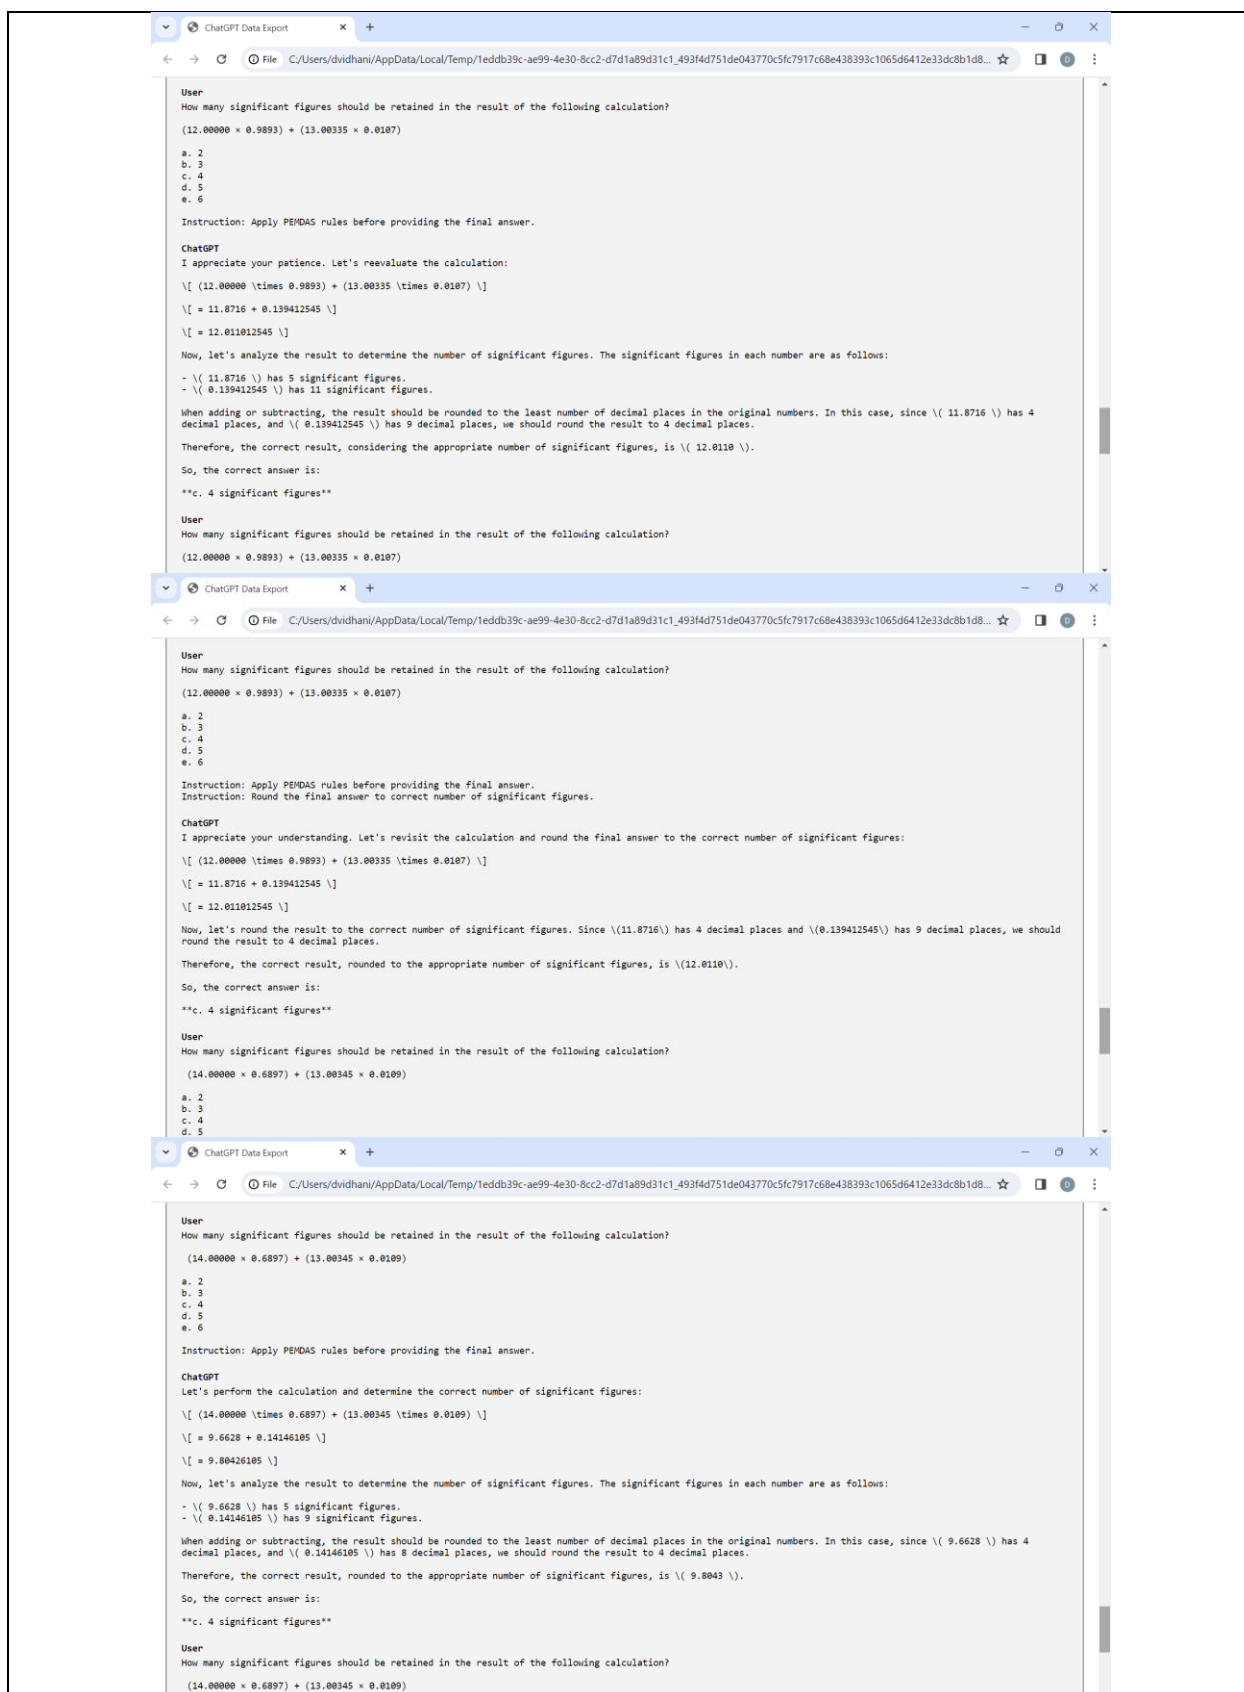 ChatGPT Data Export
File C:/Users/dvidhani/AppData/Local/Temp/1eddb39c-ae99-4e30-8cc2-d7d1a89d31c1_493f4d751de043770c5fc7917c68e438393c1065d6412e33dc8b1d8...
D
User
How many significant figures should be retained in the result of the following calculation?
(12.00000 × 0.9893) + (13.00335 × 0.0107)
a. 2
b. 3
c. 4
d. 5
e. 6
Instruction: Apply PEMDAS rules before providing the final answer.
ChatGPT
I appreciate your patience. Let's reevaluate the calculation:
\[ (12.00000 \times 0.9893) + (13.00335 \times 0.0107) \]
\[ = 11.8716 + 0.139412545 \]
\[ = 12.011012545 \]
Now, let's analyze the result to determine the number of significant figures. The significant figures in each number are as follows:
- \( 11.8716 \) has 5 significant figures.
- \( 0.139412545 \) has 11 significant figures.
When adding or subtracting, the result should be rounded to the least number of decimal places in the original numbers. In this case, since \( 11.8716 \) has 4
decimal places, and \( 0.139412545 \) has 9 decimal places, we should round the result to 4 decimal places.
Therefore, the correct result, considering the appropriate number of significant figures, is \( 12.0110 \).
So, the correct answer is:
**c. 4 significant figures**
User
How many significant figures should be retained in the result of the following calculation?
(12.00000 × 0.9893) + (13.00335 × 0.0107)
ChatGPT Data Export
File C:/Users/dvidhani/AppData/Local/Temp/1eddb39c-ae99-4e30-8cc2-d7d1a89d31c1_493f4d751de043770c5fc7917c68e438393c1065d6412e33dc8b1d8...
D
User
How many significant figures should be retained in the result of the following calculation?
(12.00000 × 0.9893) + (13.00335 × 0.0107)
a. 2
b. 3
c. 4
d. 5
e. 6
Instruction: Apply PEMDAS rules before providing the final answer.
Instruction: Round the final answer to correct number of significant figures.
ChatGPT
I appreciate your understanding. Let's revisit the calculation and round the final answer to the correct number of significant figures:
\[ (12.00000 \times 0.9893) + (13.00335 \times 0.0107) \]
\[ = 11.8716 + 0.139412545 \]
\[ = 12.011012545 \]
Now, let's round the result to the correct number of significant figures. Since \(11.8716\) has 4 decimal places and \(0.139412545\) has 9 decimal places, we should
round the result to 4 decimal places.
Therefore, the correct result, rounded to the appropriate number of significant figures, is \(12.0110\).
So, the correct answer is:
**c. 4 significant figures**
User
How many significant figures should be retained in the result of the following calculation?
(14.00000 × 0.6897) + (13.00345 × 0.0109)
a. 2
b. 3
c. 4
d. 5
ChatGPT Data Export
File C:/Users/dvidhani/AppData/Local/Temp/1eddb39c-ae99-4e30-8cc2-d7d1a89d31c1_493f4d751de043770c5fc7917c68e438393c1065d6412e33dc8b1d8...
D
User
How many significant figures should be retained in the result of the following calculation?
(14.00000 × 0.6897) + (13.00345 × 0.0109)
a. 2
b. 3
c. 4
d. 5
e. 6
Instruction: Apply PEMDAS rules before providing the final answer.
ChatGPT
Let's perform the calculation and determine the correct number of significant figures:
\[ (14.00000 \times 0.6897) + (13.00345 \times 0.0109) \]
\[ = 9.6628 + 0.14146105 \]
\[ = 9.80426105 \]
Now, let's analyze the result to determine the number of significant figures. The significant figures in each number are as follows:
- \( 9.6628 \) has 5 significant figures.
- \( 0.14146105 \) has 9 significant figures.
When adding or subtracting, the result should be rounded to the least number of decimal places in the original numbers. In this case, since \( 9.6628 \) has 4
decimal places, and \( 0.14146105 \) has 8 decimal places, we should round the result to 4 decimal places.
Therefore, the correct result, rounded to the appropriate number of significant figures, is \( 9.8043 \).
So, the correct answer is:
**c. 4 significant figures**
User
How many significant figures should be retained in the result of the following calculation?
(14.00000 × 0.6897) + (13.00345 × 0.0109)